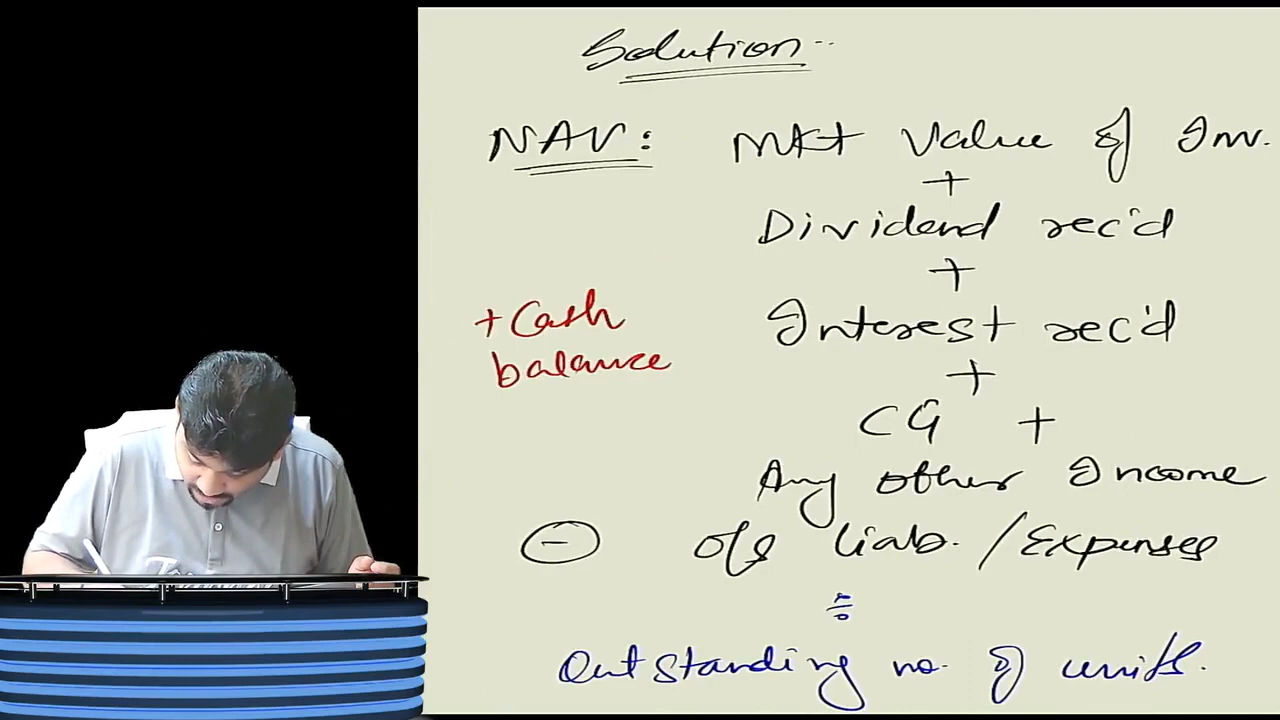 Solution..
NAV: Mkt Value of Inv.
+
Dividend rec'd
+
+ Cash
balance
Interest rec'd
+
CG +
Any other Income
(-) o/s liab. / Expenses
÷
Outstanding no. of units.